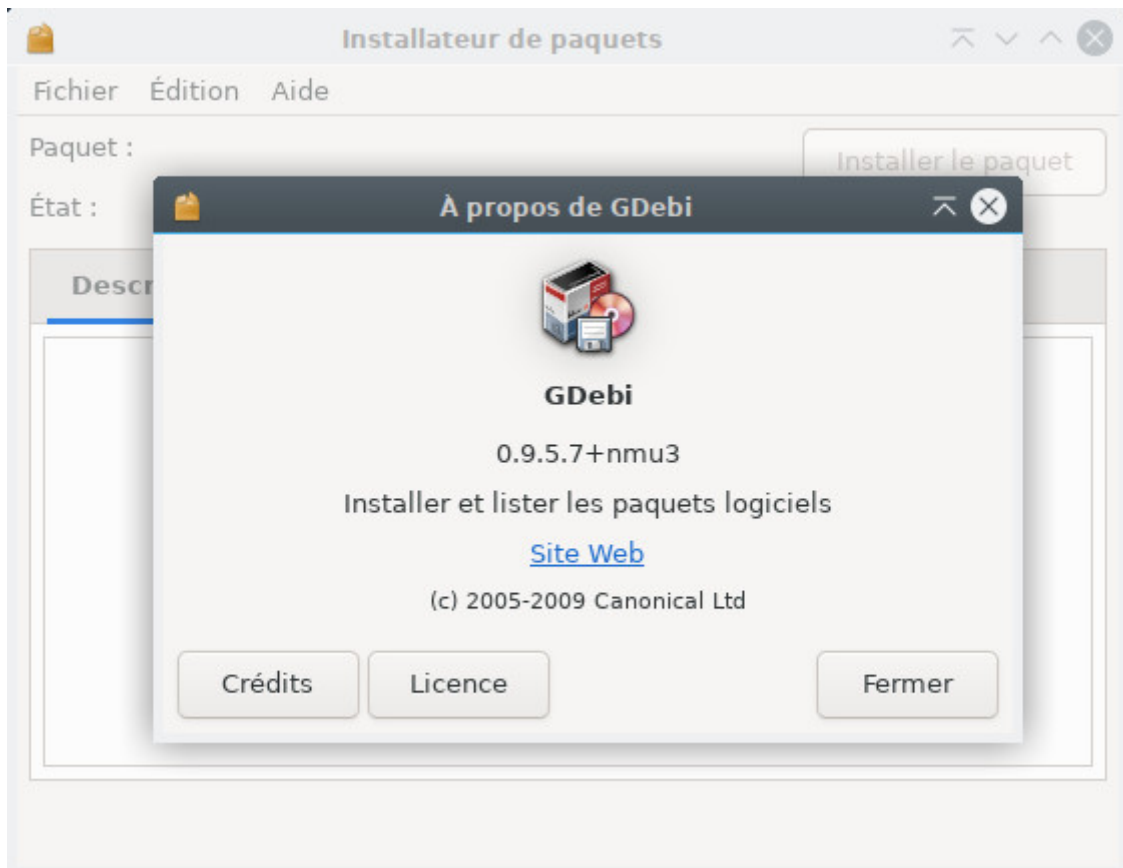 Installateur de paquets
Fichier Édition Aide
Paquet :
Installer le paquet
État :
À propos de GDebi
Descr
GDebi
0.9.5.7+nmu3
Installer et lister les paquets logiciels
Site Web
(c) 2005-2009 Canonical Ltd
Crédits Licence Fermer